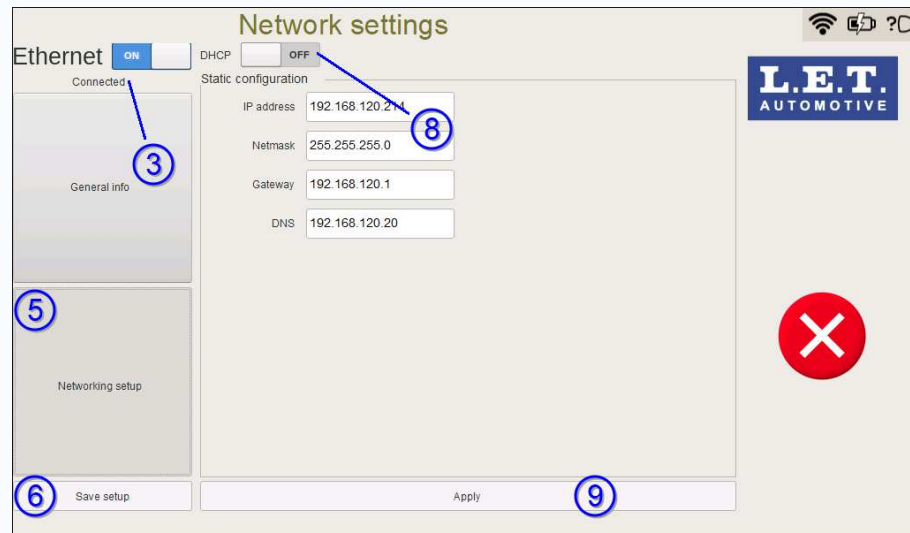 Network settings
?
Ethernet ON
DHCP OFF
Connected
Static configuration
L.E.T.
AUTOMOTIVE
IP address 192.168.120.214
8
Netmask 255.255.255.0
3
General info
Gateway 192.168.120.1
DNS 192.168.120.20
5
Networking setup
6 Save setup
Apply 9